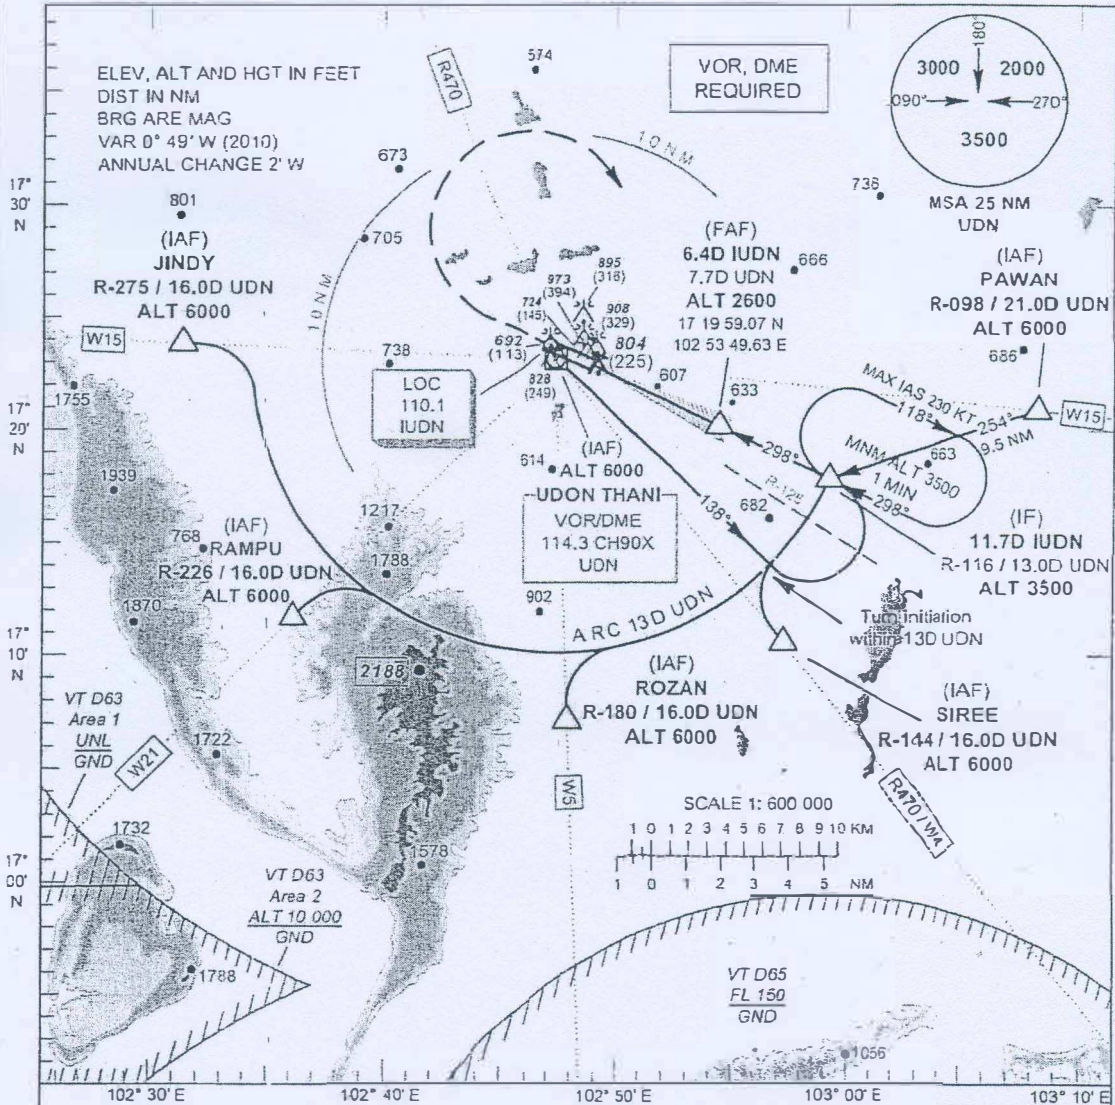 ELEV, ALT AND HGT IN FEET
DIST IN NM
BRG ARE MAG
VAR 0° 49' W (2010)
ANNUAL CHANGE 2' W
R470
574
VOR, DME
REQUIRED
180°
3000
2000
090°
270°
3500
MSA 25 NM
UDN
10 NM
10 NM
673
801
705
738
666
17°
30'
N
(IAF)
JINDY
R-275 / 16.0D UDN
ALT 6000
(FAF)
6.4D IUDN
7.7D UDN
ALT 2600
17 19 59.07 N
102 53 49.63 E
(IAF)
PAWAN
R-098 / 21.0D UDN
ALT 6000
686
895
(316)
973
(394)
724
(145)
908
(329)
692
(113)
804
(225)
828
(249)
W15
738
607
633
W15
1755
LOC
110.1
IUDN
MAX IAS 230 KT
118°
254°
9.5 NM
MNM ALT 3500
1 MIN
298°
298°
663
17°
20'
N
(IAF)
ALT 6000
UDON THANI
VOR/DME
114.3 CH90X
UDN
614
138°
682
1939
768
1217
1788
(IAF)
RAMPU
R-226 / 16.0D UDN
ALT 6000
(IF)
11.7D IUDN
R-116 / 13.0D UDN
ALT 3500
1870
902
ARC 13D UDN
Turn initiation
within 13D UDN
17°
10'
N
2188
(IAF)
ROZAN
R-180 / 16.0D UDN
ALT 6000
(IAF)
SIREE
R-144 / 16.0D UDN
ALT 6000
VT D63
Area 1
UNL
GND
W21
1722
W5
R470 / W4
SCALE 1: 600 000
1 0 1 2 3 4 5 6 7 8 9 10 KM
1 0 1 2 3 4 5 NM
1732
1578
17°
00'
N
VT D63
Area 2
ALT 10 000
GND
1788
VT D65
FL 150
GND
1056
102° 30' E
102° 40' E
102° 50' E
103° 00' E
103° 10' E